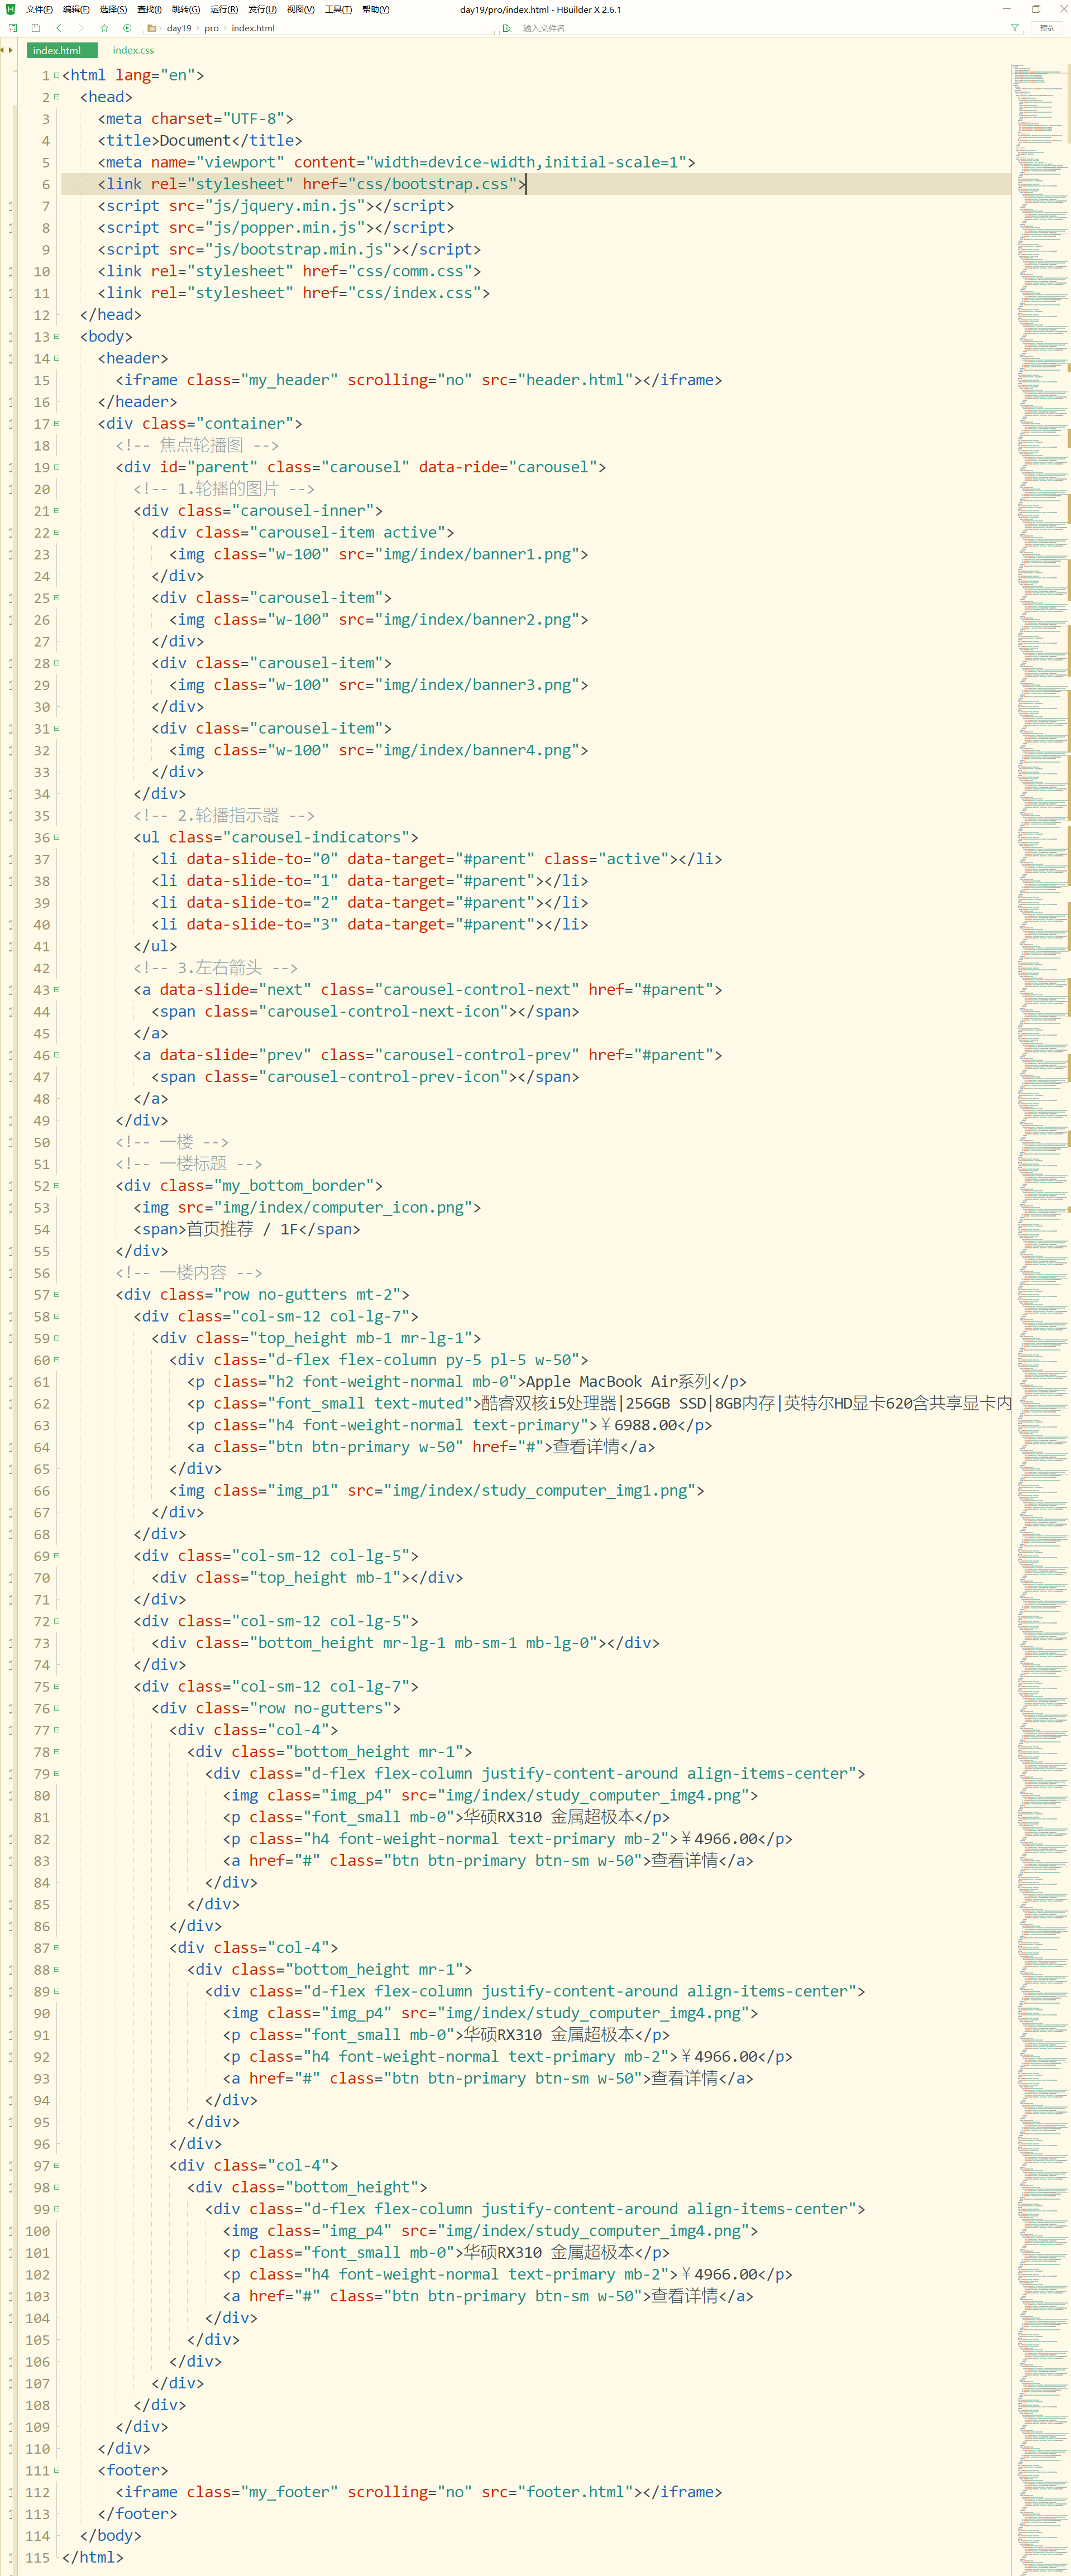 文件(F) 编辑(E) 选择(S) 查找(I) 跳转(G) 运行(R) 发行(U) 视图(V) 工具(T) 帮助(Y) day19/pro/index.html - HBuilder X 2.6.1
day19 pro index.html 输入文件名 预览
index.html index.css
1 <html lang="en">
2 <head>
3 <meta charset="UTF-8">
4 <title>Document</title>
5 <meta name="viewport" content="width=device-width,initial-scale=1">
6 <link rel="stylesheet" href="css/bootstrap.css">
7 <script src="js/jquery.min.js"></script>
8 <script src="js/popper.min.js"></script>
9 <script src="js/bootstrap.min.js"></script>
10 <link rel="stylesheet" href="css/comm.css">
11 <link rel="stylesheet" href="css/index.css">
12 </head>
13 <body>
14 <header>
15 <iframe class="my_header" scrolling="no" src="header.html"></iframe>
16 </header>
17 <div class="container">
18 <!-- 焦点轮播图 -->
19 <div id="parent" class="carousel" data-ride="carousel">
20 <!-- 1.轮播的图片 -->
21 <div class="carousel-inner">
22 <div class="carousel-item active">
23 <img class="w-100" src="img/index/banner1.png">
24 </div>
25 <div class="carousel-item">
26 <img class="w-100" src="img/index/banner2.png">
27 </div>
28 <div class="carousel-item">
29 <img class="w-100" src="img/index/banner3.png">
30 </div>
31 <div class="carousel-item">
32 <img class="w-100" src="img/index/banner4.png">
33 </div>
34 </div>
35 <!-- 2.轮播指示器 -->
36 <ul class="carousel-indicators">
37 <li data-slide-to="0" data-target="#parent" class="active"></li>
38 <li data-slide-to="1" data-target="#parent"></li>
39 <li data-slide-to="2" data-target="#parent"></li>
40 <li data-slide-to="3" data-target="#parent"></li>
41 </ul>
42 <!-- 3.左右箭头 -->
43 <a data-slide="next" class="carousel-control-next" href="#parent">
44 <span class="carousel-control-next-icon"></span>
45 </a>
46 <a data-slide="prev" class="carousel-control-prev" href="#parent">
47 <span class="carousel-control-prev-icon"></span>
48 </a>
49 </div>
50 <!-- 一楼 -->
51 <!-- 一楼标题 -->
52 <div class="my_bottom_border">
53 <img src="img/index/computer_icon.png">
54 <span>首页推荐 / 1F</span>
55 </div>
56 <!-- 一楼内容 -->
57 <div class="row no-gutters mt-2">
58 <div class="col-sm-12 col-lg-7">
59 <div class="top_height mb-1 mr-lg-1">
60 <div class="d-flex flex-column py-5 pl-5 w-50">
61 <p class="h2 font-weight-normal mb-0">Apple MacBook Air系列</p>
62 <p class="font_small text-muted">酷睿双核i5处理器|256GB SSD|8GB内存|英特尔HD显卡620含共享显卡内
63 <p class="h4 font-weight-normal text-primary">￥6988.00</p>
64 <a class="btn btn-primary w-50" href="#">查看详情</a>
65 </div>
66 <img class="img_p1" src="img/index/study_computer_img1.png">
67 </div>
68 </div>
69 <div class="col-sm-12 col-lg-5">
70 <div class="top_height mb-1"></div>
71 </div>
72 <div class="col-sm-12 col-lg-5">
73 <div class="bottom_height mr-lg-1 mb-sm-1 mb-lg-0"></div>
74 </div>
75 <div class="col-sm-12 col-lg-7">
76 <div class="row no-gutters">
77 <div class="col-4">
78 <div class="bottom_height mr-1">
79 <div class="d-flex flex-column justify-content-around align-items-center">
80 <img class="img_p4" src="img/index/study_computer_img4.png">
81 <p class="font_small mb-0">华硕RX310 金属超极本</p>
82 <p class="h4 font-weight-normal text-primary mb-2">￥4966.00</p>
83 <a href="#" class="btn btn-primary btn-sm w-50">查看详情</a>
84 </div>
85 </div>
86 </div>
87 <div class="col-4">
88 <div class="bottom_height mr-1">
89 <div class="d-flex flex-column justify-content-around align-items-center">
90 <img class="img_p4" src="img/index/study_computer_img4.png">
91 <p class="font_small mb-0">华硕RX310 金属超极本</p>
92 <p class="h4 font-weight-normal text-primary mb-2">￥4966.00</p>
93 <a href="#" class="btn btn-primary btn-sm w-50">查看详情</a>
94 </div>
95 </div>
96 </div>
97 <div class="col-4">
98 <div class="bottom_height">
99 <div class="d-flex flex-column justify-content-around align-items-center">
100 <img class="img_p4" src="img/index/study_computer_img4.png">
101 <p class="font_small mb-0">华硕RX310 金属超极本</p>
102 <p class="h4 font-weight-normal text-primary mb-2">￥4966.00</p>
103 <a href="#" class="btn btn-primary btn-sm w-50">查看详情</a>
104 </div>
105 </div>
106 </div>
107 </div>
108 </div>
109 </div>
110 </div>
111 <footer>
112 <iframe class="my_footer" scrolling="no" src="footer.html"></iframe>
113 </footer>
114 </body>
115 </html>